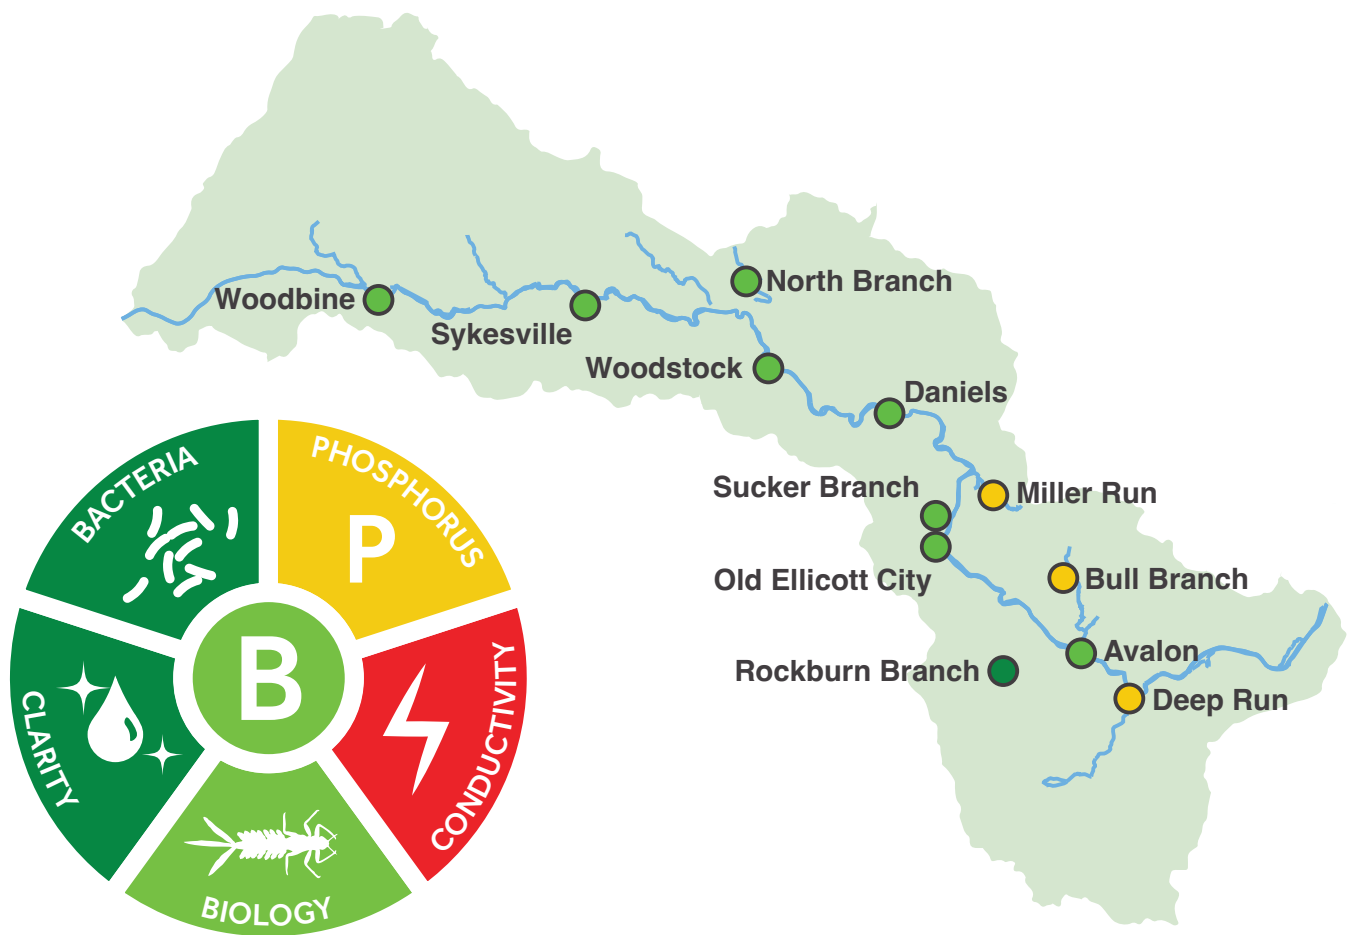 North Branch
Woodbine
Sykesville
Woodstock
Daniels
Sucker Branch
Miller Run
Old Ellicott City
Bull Branch
Avalon
Rockburn Branch
Deep Run
BACTERIA
PHOSPHORUS
P
B
CLARITY
CONDUCTIVITY
BIOLOGY